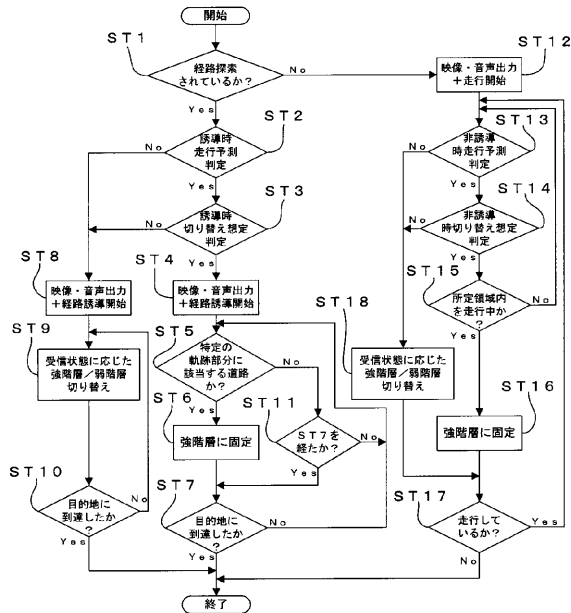 開始
ST1
経路探索
されているか?
No
Yes
ST12
映像・音声出力
+走行開始
ST2
誘導時
走行予測
判定
No
Yes
ST13
非誘導
時走行予測
判定
No
Yes
ST3
誘導時
切り替え想定
判定
No
Yes
ST14
非誘導
時切り替え想定
判定
No
Yes
ST8
映像・音声出力
+経路誘導開始
ST4
映像・音声出力
+経路誘導開始
ST15
所定領域内
を走行中か
?
No
Yes
ST9
受信状態に応じた
強階層/弱階層
切り替え
ST5
特定の
軌跡部分に
該当する道路
か?
No
Yes
ST18
受信状態に応じた
強階層/弱階層
切り替え
ST6
強階層に固定
ST11
ST7を
経たか?
No
Yes
ST16
強階層に固定
ST10
目的地に
到達したか
?
No
Yes
ST7
目的地に
到達したか
?
No
Yes
ST17
走行して
いるか?
Yes
No
終了